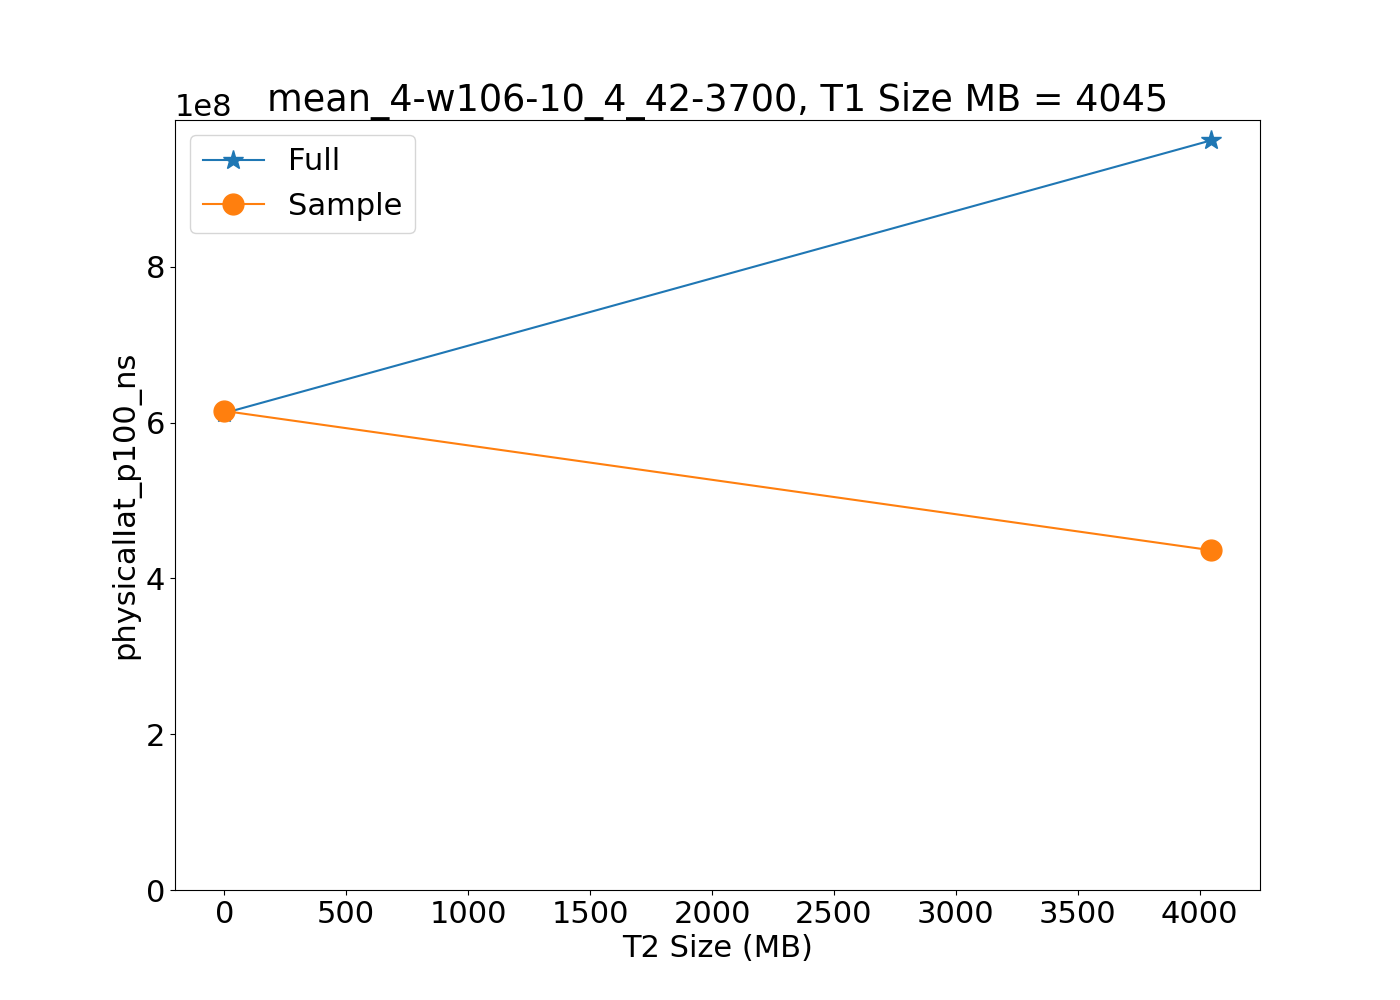 1e8
mean_4-w106-10_4_42-3700, T1 Size MB = 4045
Full
Sample
8
6
4
2
0
physicallat_p100_ns
0 500 1000 1500 2000 2500 3000 3500 4000
T2 Size (MB)